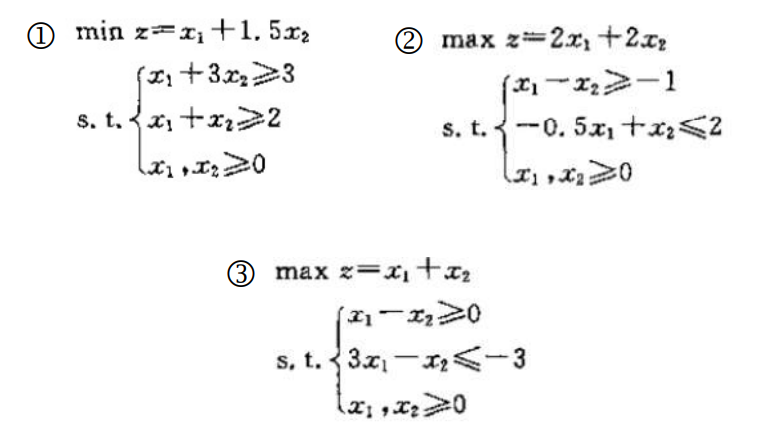 ① min z=x₁+1.5x₂
s.t. { x₁+3x₂⩾3
x₁+x₂⩾2
x₁,x₂⩾0
② max z=2x₁+2x₂
s.t. { x₁-x₂⩾-1
-0.5x₁+x₂⩽2
x₁,x₂⩾0
③ max z=x₁+x₂
s.t. { x₁-x₂⩾0
3x₁-x₂⩽-3
x₁,x₂⩾0